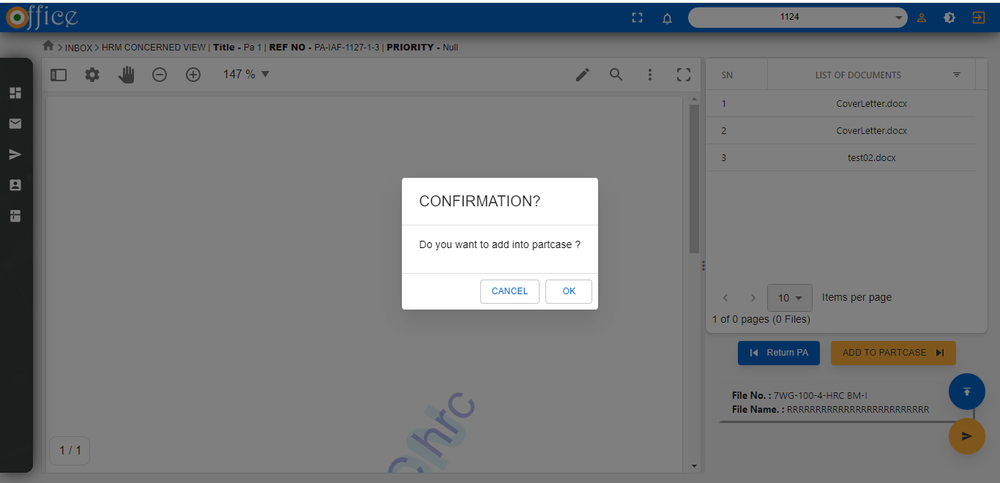 Office
1124
> INBOX > HRM CONCERNED VIEW | Title - Pa 1 | REF NO - PA-IAF-1127-1-3 | PRIORITY - Null
147 %
SN LIST OF DOCUMENTS
1 CoverLetter.docx
2 CoverLetter.docx
3 test02.docx
CONFIRMATION?
Do you want to add into partcase ?
CANCEL OK
10 Items per page
1 of 0 pages (0 Files)
Return PA ADD TO PARTCASE
File No. : 7WG-100-4-HRC BM-I
File Name. : RRRRRRRRRRRRRRRRRRRRRRRRR
hrc
1 / 1